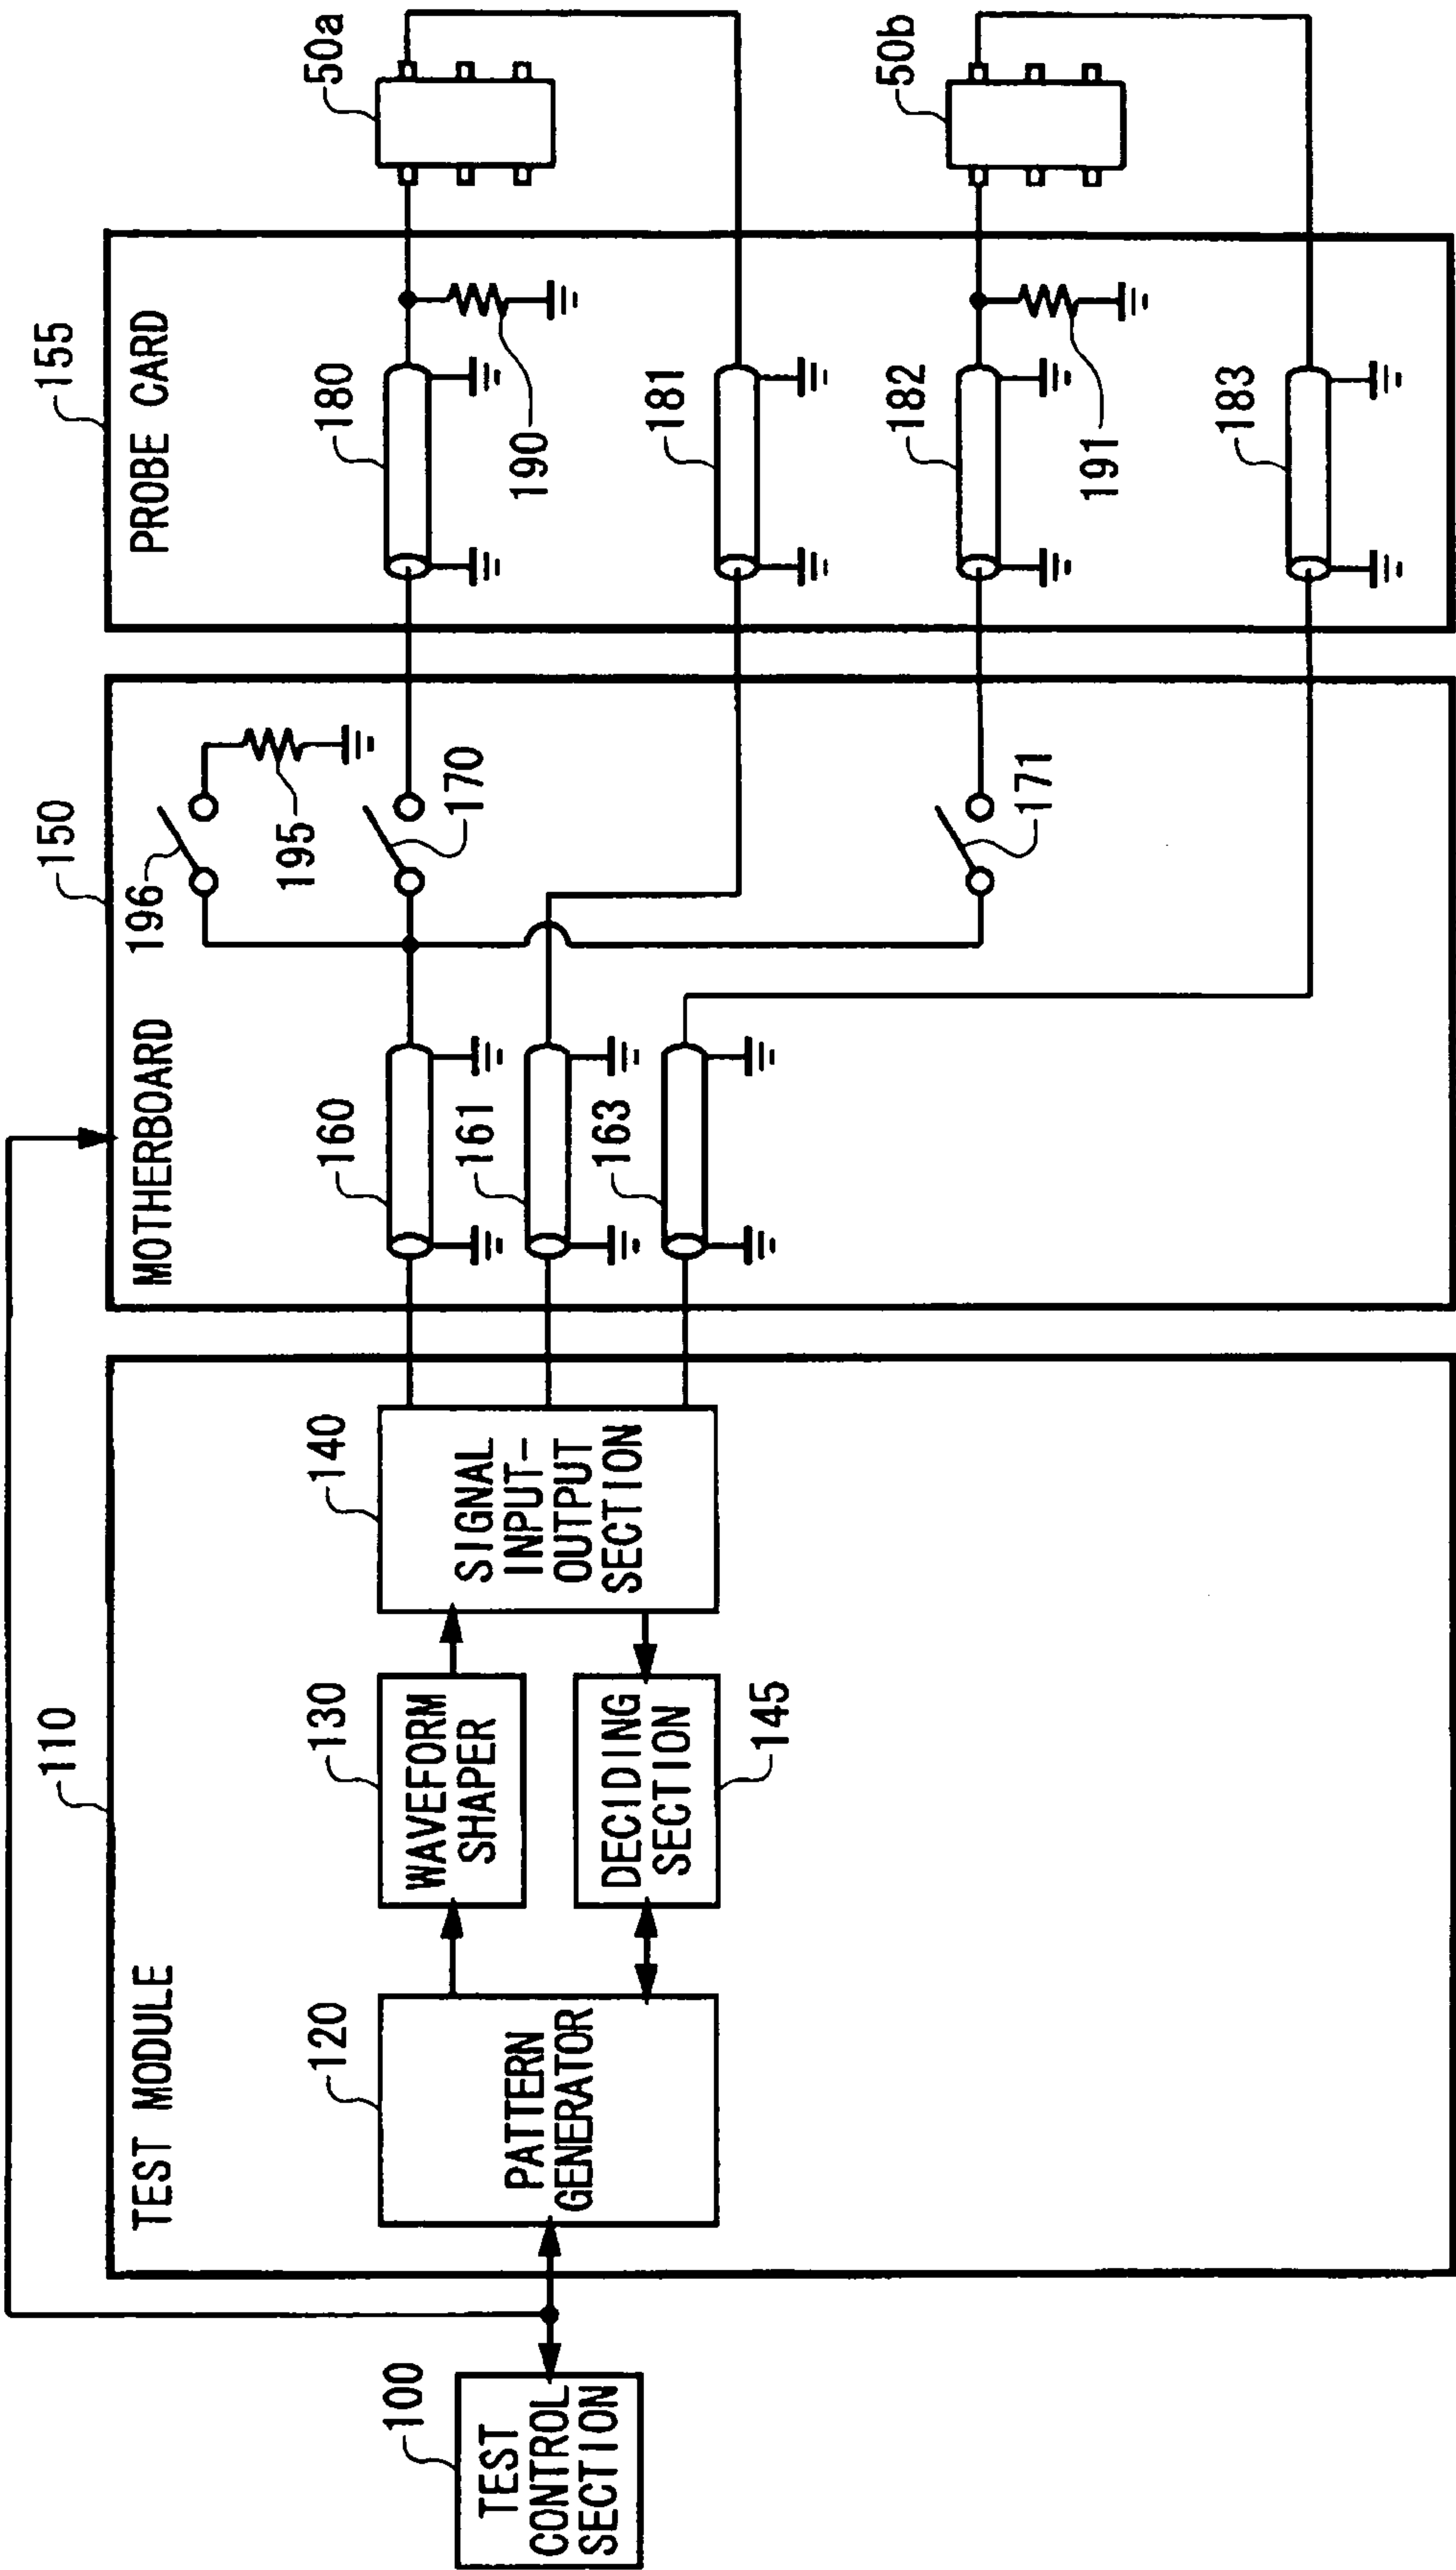 100
TEST
CONTROL
SECTION
110
TEST MODULE
120
PATTERN
GENERATOR
130
WAVEFORM
SHAPER
DECIDING
SECTION
145
140
SIGNAL
INPUT-
OUTPUT
SECTION
150
MOTHERBOARD
160
161
163
196
195
170
171
155
PROBE CARD
180
190
181
182
191
183
50a
50b